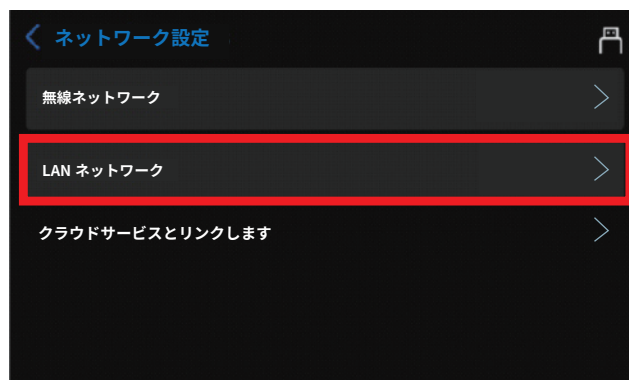 ネットワーク設定
無線ネットワーク
LAN ネットワーク
クラウドサービスとリンクします